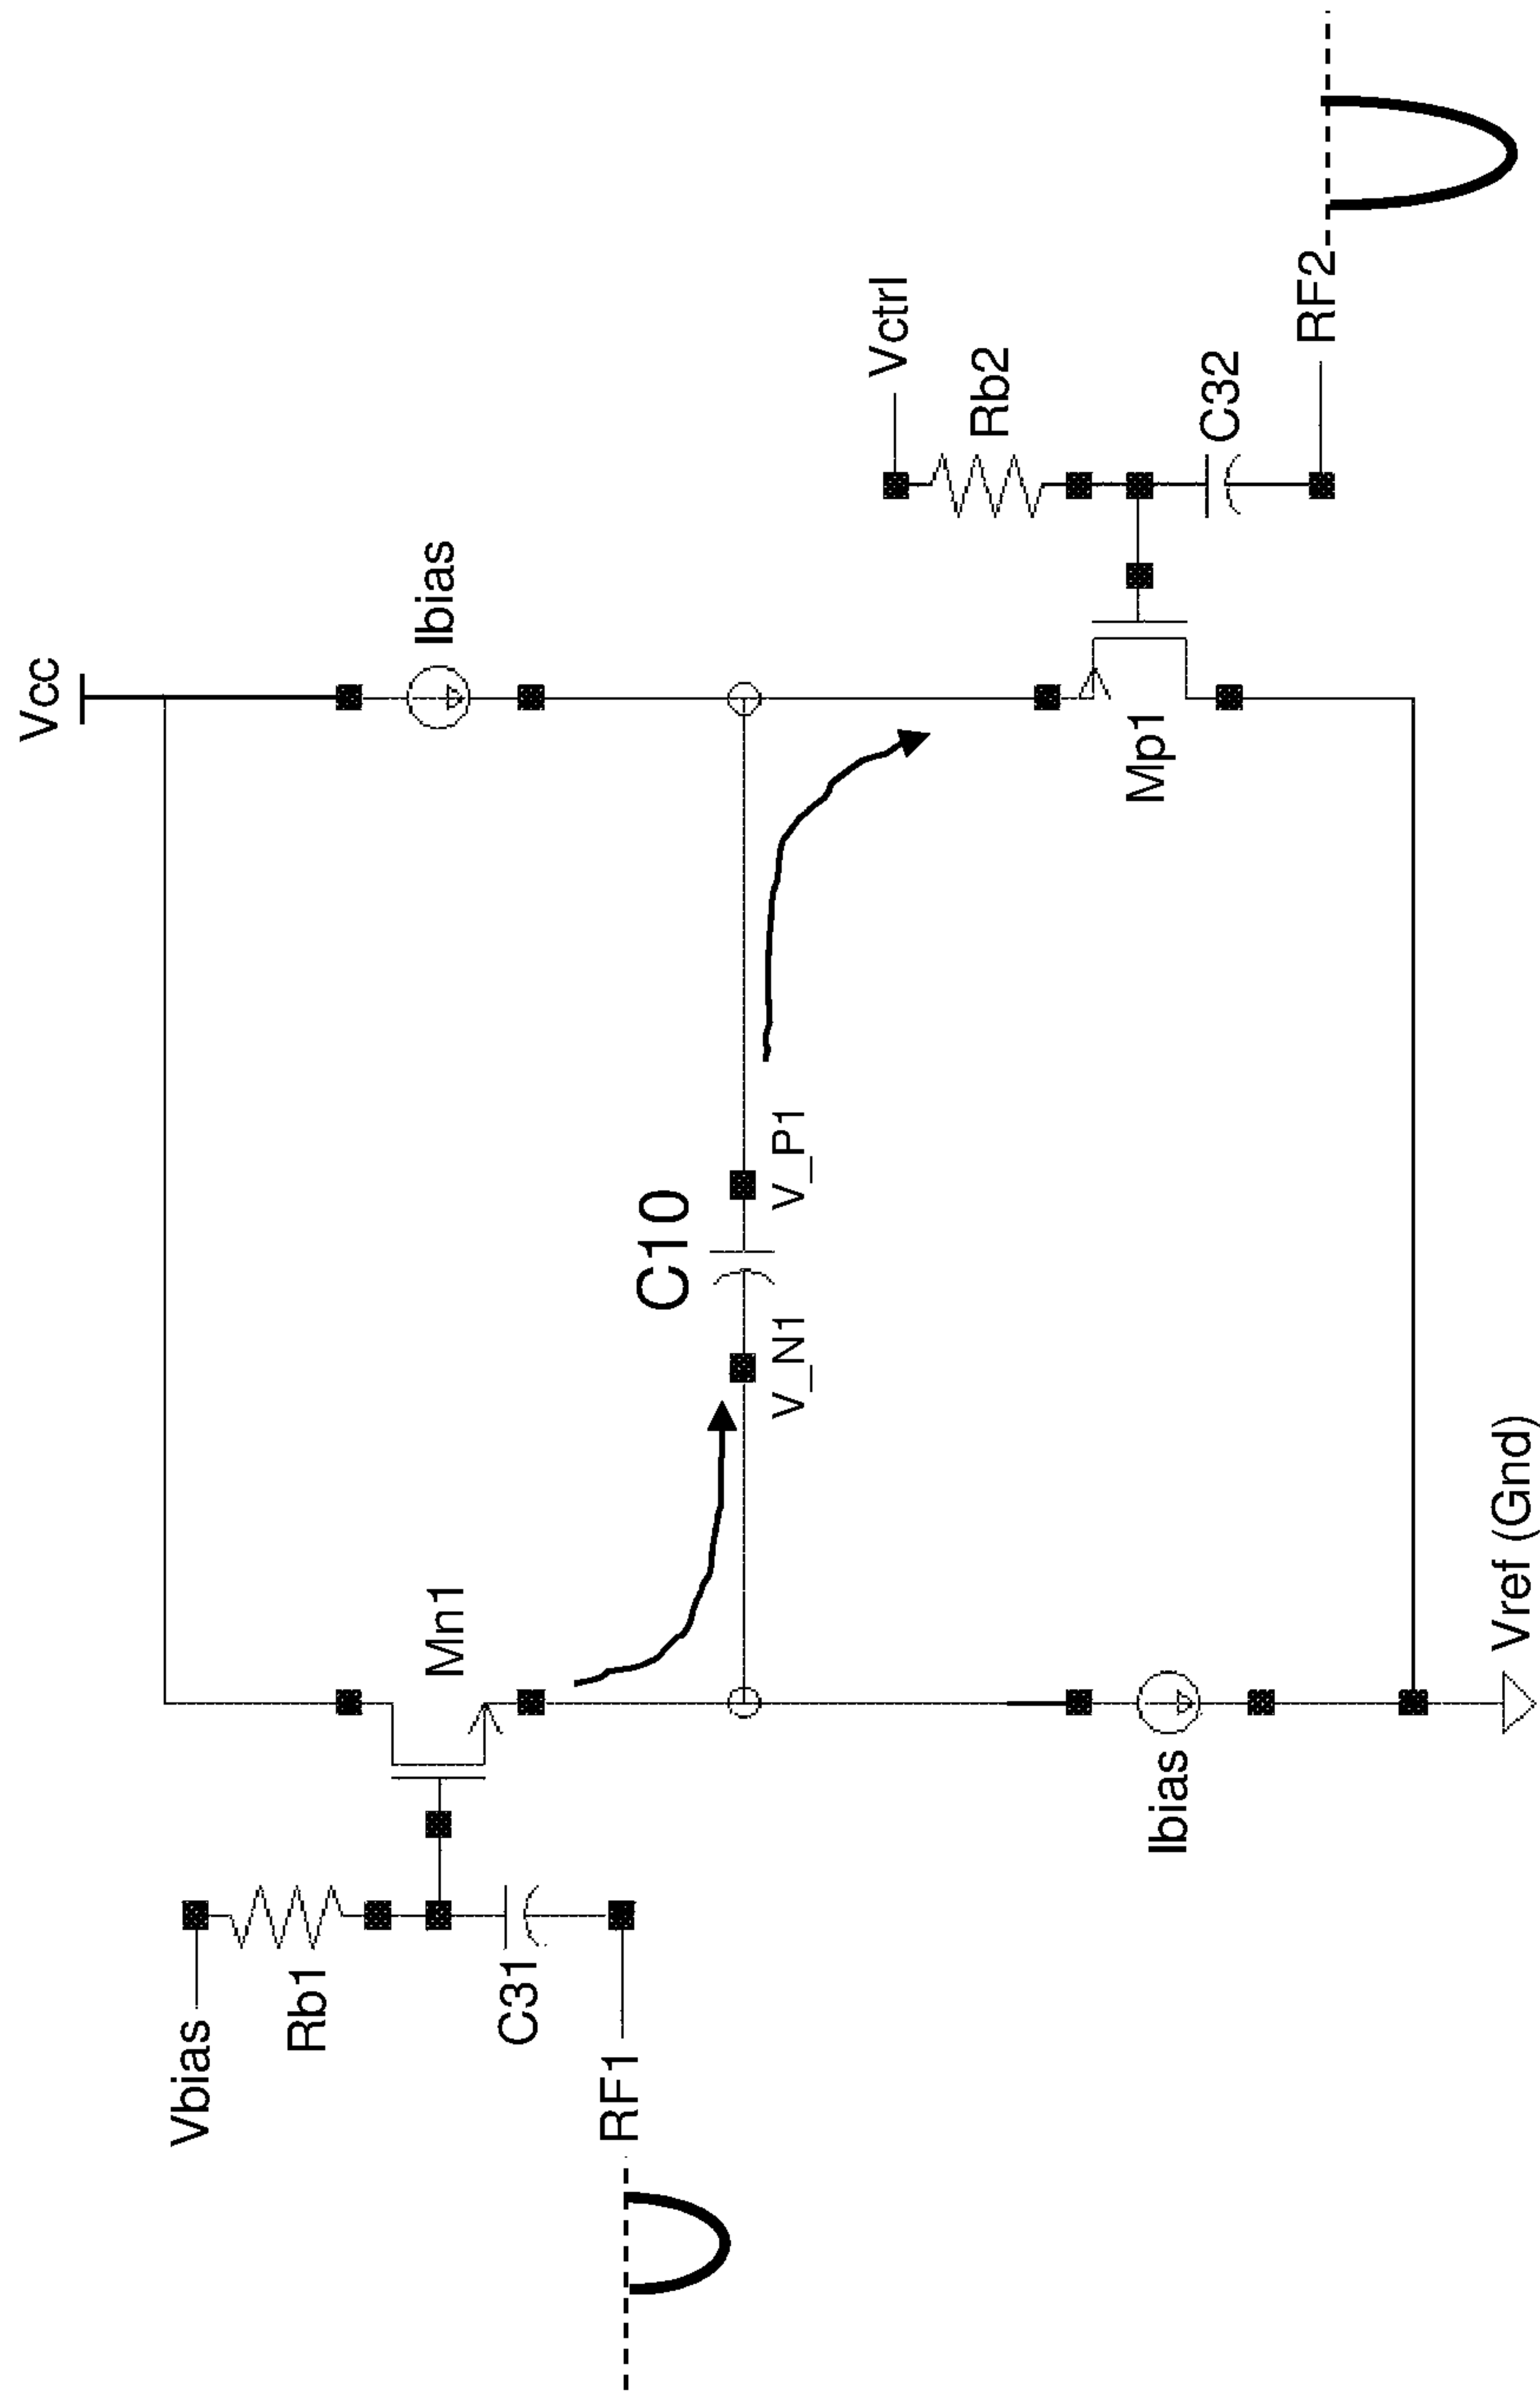 Vcc
Ibias
Vbias
Rb1
Mn1
C31
RF1
C10
V_N1
V_P1
Vctrl
Rb2
Mp1
C32
RF2
Ibias
Vref (Gnd)